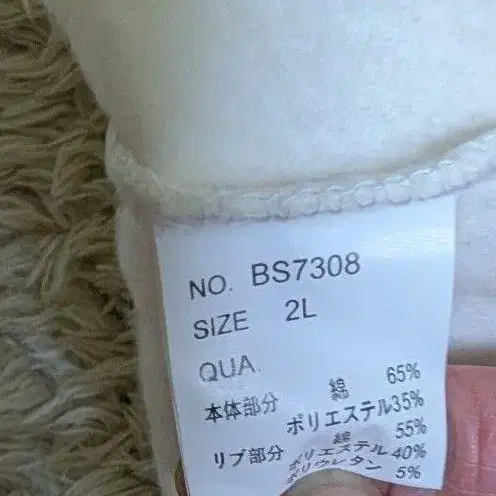 NO. BS7308
SIZE 2L
QUA.
本体部分 綿 65%
ポリエステル35%
リブ部分 綿 55%
ポリエステル 40%
ポリウレタン 5%